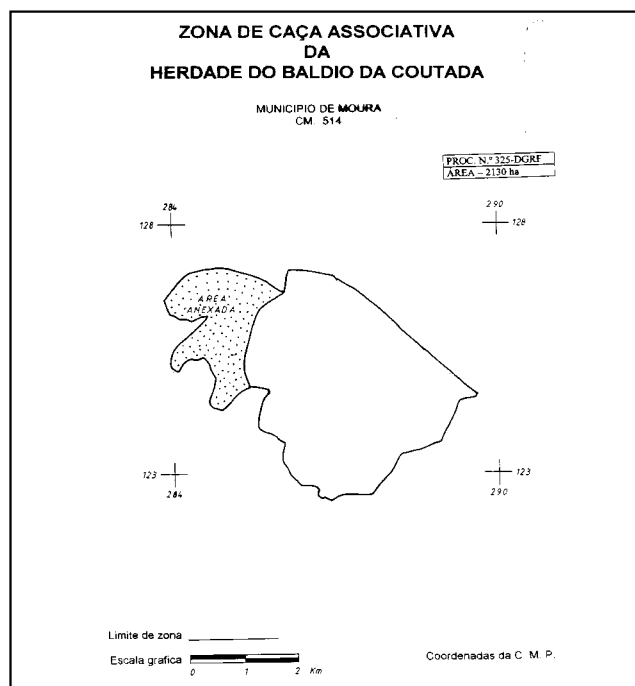 ZONA DE CAÇA ASSOCIATIVA
DA
HERDADE DO BALDIO DA COUTADA
MUNICIPIO DE MOURA
CM. 514
PROC. N.º 325-DGRF
ÁREA – 2130 ha
284
128
290
128
AREA
ANEXADA
123
284
123
290
Limite de zona
Escala grafica
0 1 2 Km
Coordenadas da C. M. P.